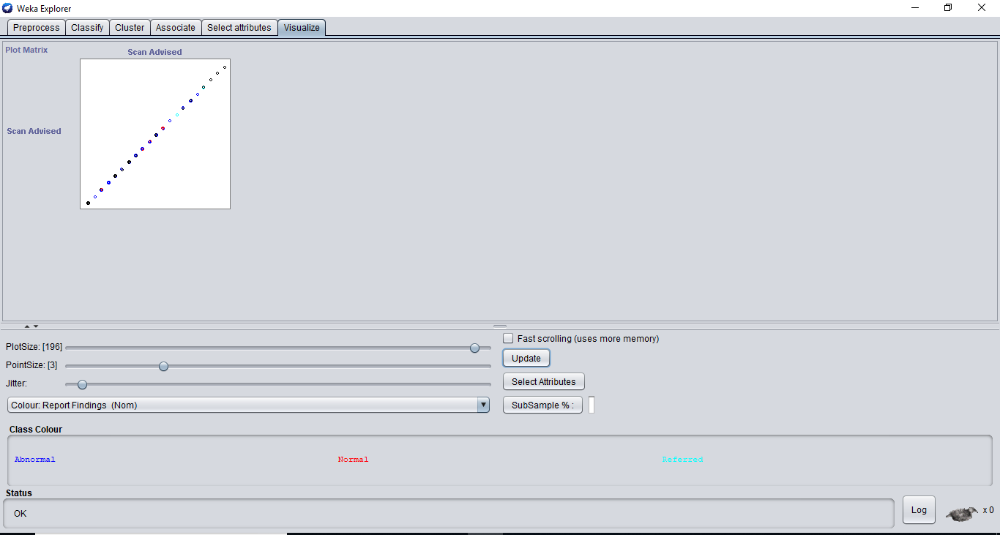 Weka Explorer
Preprocess Classify Cluster Associate Select attributes Visualize
Plot Matrix
Scan Advised
Scan Advised
PlotSize: [196]
PointSize: [3]
Jitter:
Colour: Report Findings (Nom)
Fast scrolling (uses more memory)
Update
Select Attributes
SubSample % :
Class Colour
Abnormal Normal Referred
Status
OK
Log
x 0